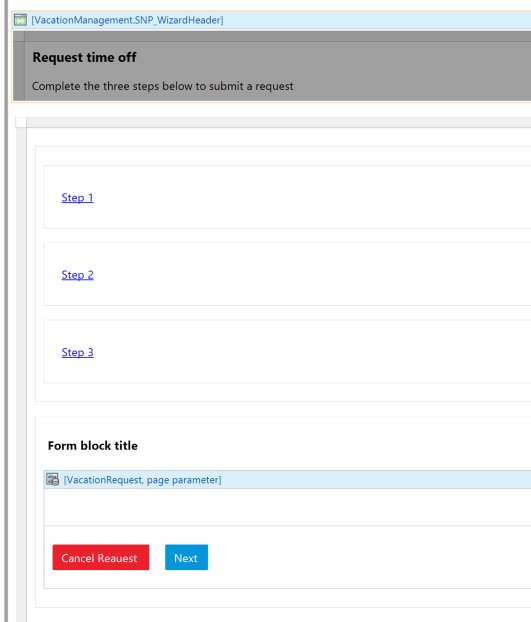 [VacationManagement.SNP_WizardHeader]
Request time off
Complete the three steps below to submit a request
Step 1
Step 2
Step 3
Form block title
[VacationRequest, page parameter]
Cancel Reauest
Next